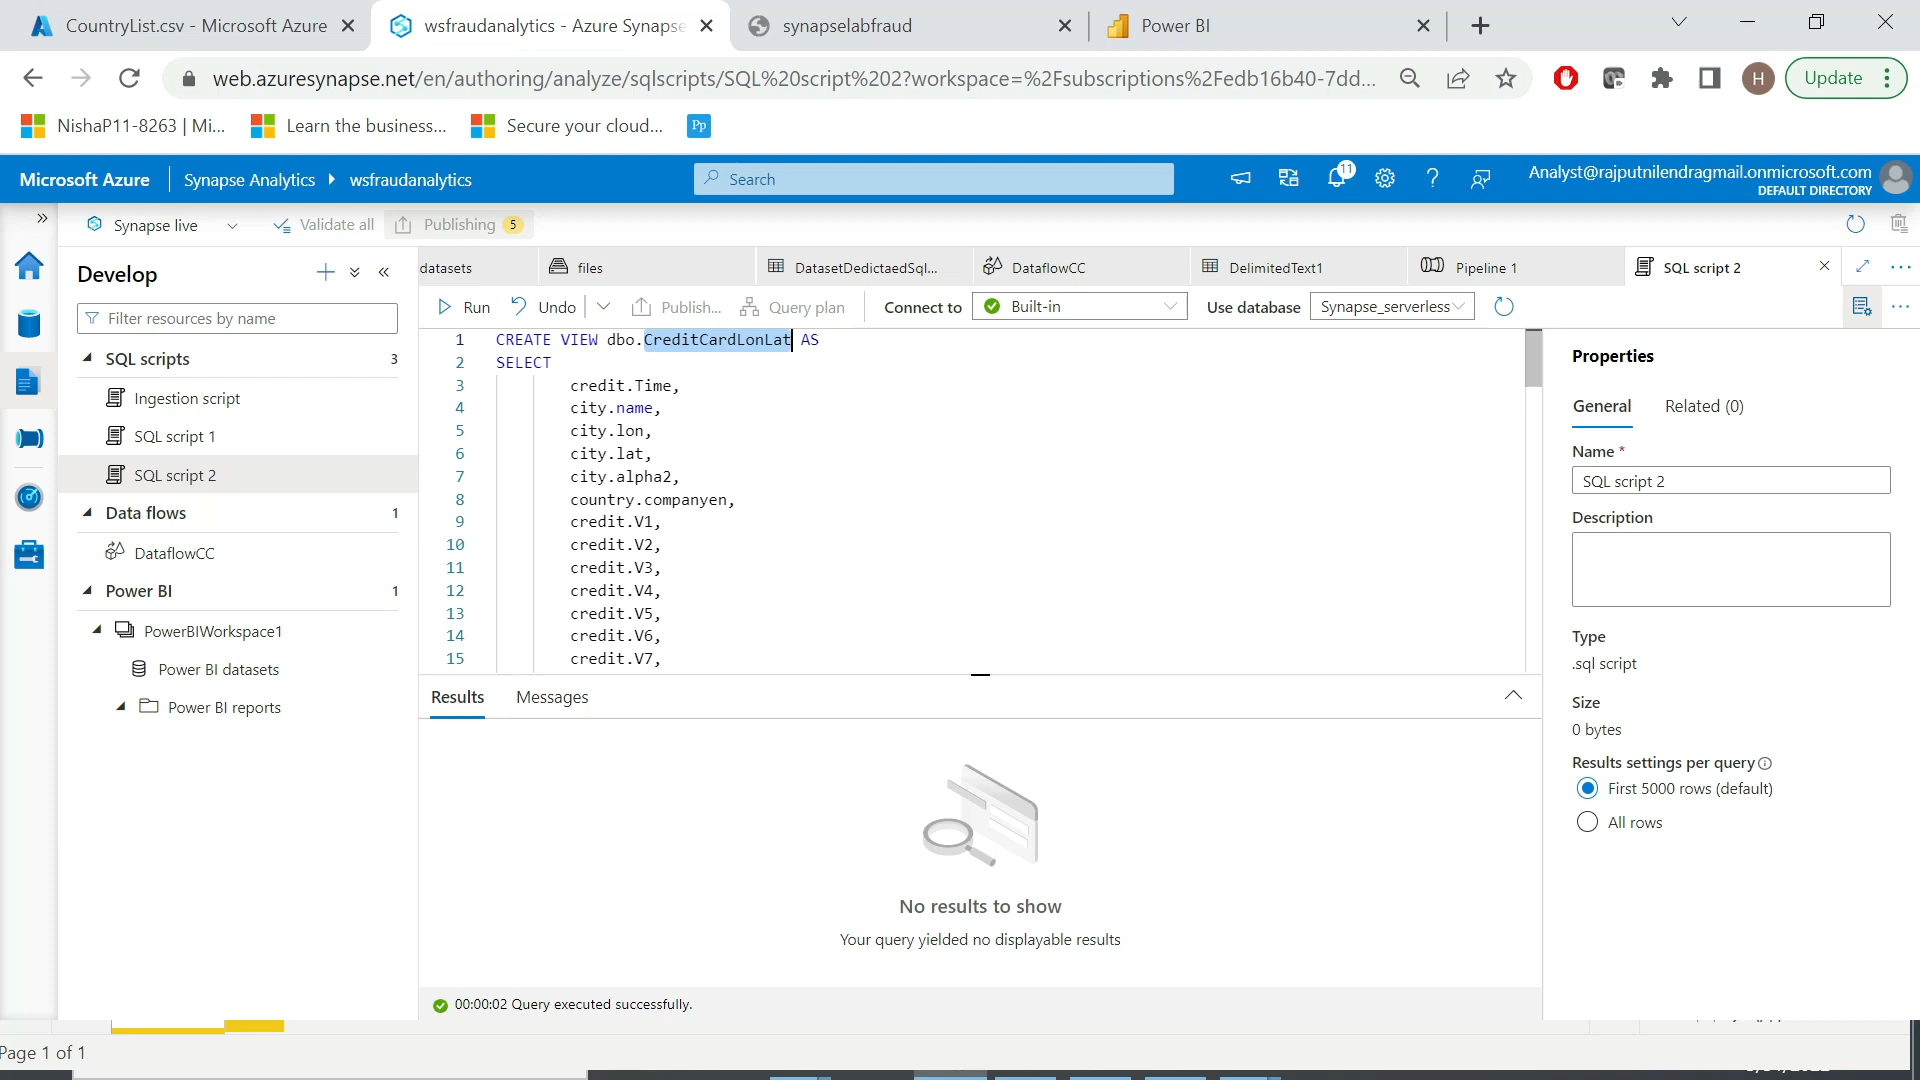 CountryList.csv - Microsoft Azure
wsfraudanalytics - Azure Synapse
synapselabfraud
Power BI
web.azuresynapse.net/en/authoring/analyze/sqlscripts/SQL%20script%202?workspace=%2Fsubscriptions%2Fedb16b40-7dd...
H
Update
NishaP11-8263 | Mi...
Learn the business...
Secure your cloud...
Pp
Microsoft Azure
Synapse Analytics
wsfraudanalytics
Search
11
Analyst@rajputnilendragmail.onmicrosoft.com
DEFAULT DIRECTORY
Synapse live
Validate all
Publishing 5
Develop
datasets
files
DatasetDedictaedSql...
DataflowCC
DelimitedText1
Pipeline 1
SQL script 2
Filter resources by name
Run
Undo
Publish...
Query plan
Connect to
Built-in
Use database
Synapse_serverless
SQL scripts 3
Ingestion script
SQL script 1
SQL script 2
Data flows 1
DataflowCC
Power BI 1
PowerBIWorkspace1
Power BI datasets
Power BI reports
1 CREATE VIEW dbo.CreditCardLonLat AS
2 SELECT
3 credit.Time,
4 city.name,
5 city.lon,
6 city.lat,
7 city.alpha2,
8 country.companyen,
9 credit.V1,
10 credit.V2,
11 credit.V3,
12 credit.V4,
13 credit.V5,
14 credit.V6,
15 credit.V7,
Results
Messages
No results to show
Your query yielded no displayable results
00:00:02 Query executed successfully.
Properties
General
Related (0)
Name *
SQL script 2
Description
Type
.sql script
Size
0 bytes
Results settings per query
First 5000 rows (default)
All rows
Page 1 of 1